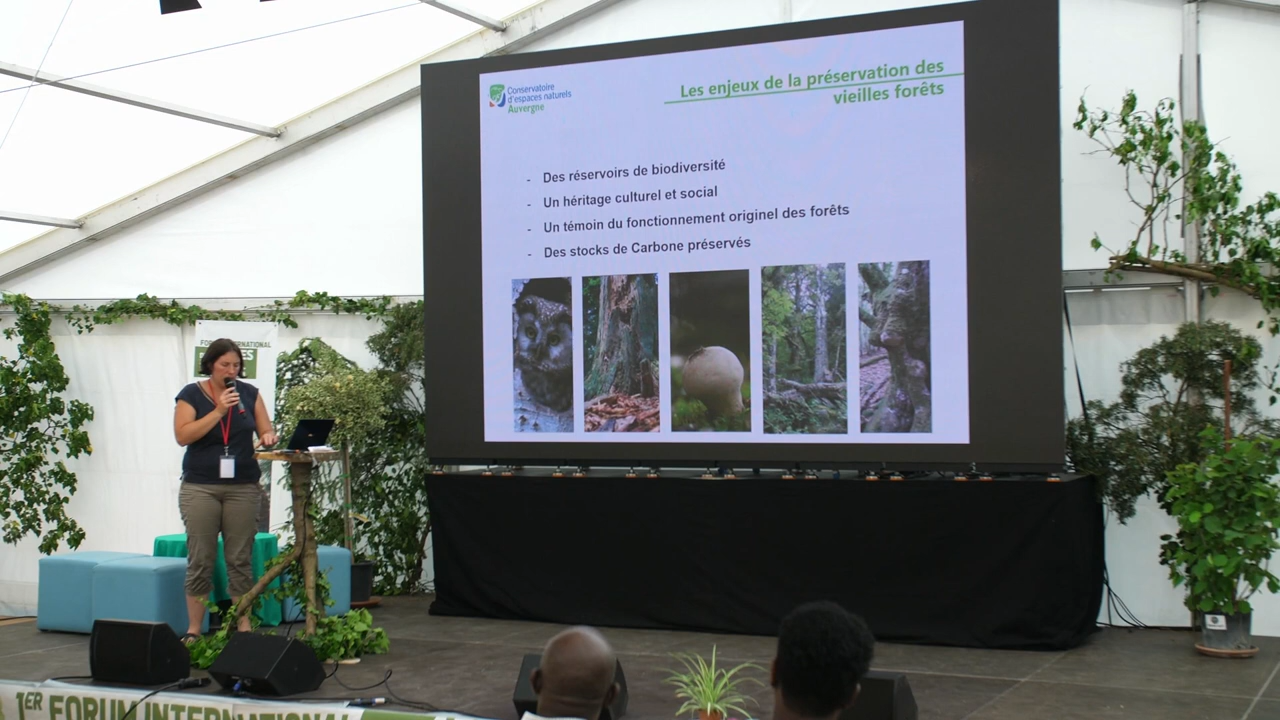 Conservatoire
d'espaces naturels
Auvergne
Les enjeux de la préservation des
vieilles forêts
- Des réservoirs de biodiversité
- Un héritage culturel et social
- Un témoin du fonctionnement originel des forêts
- Des stocks de Carbone préservés
1ER FORUM INTERNATIONAL